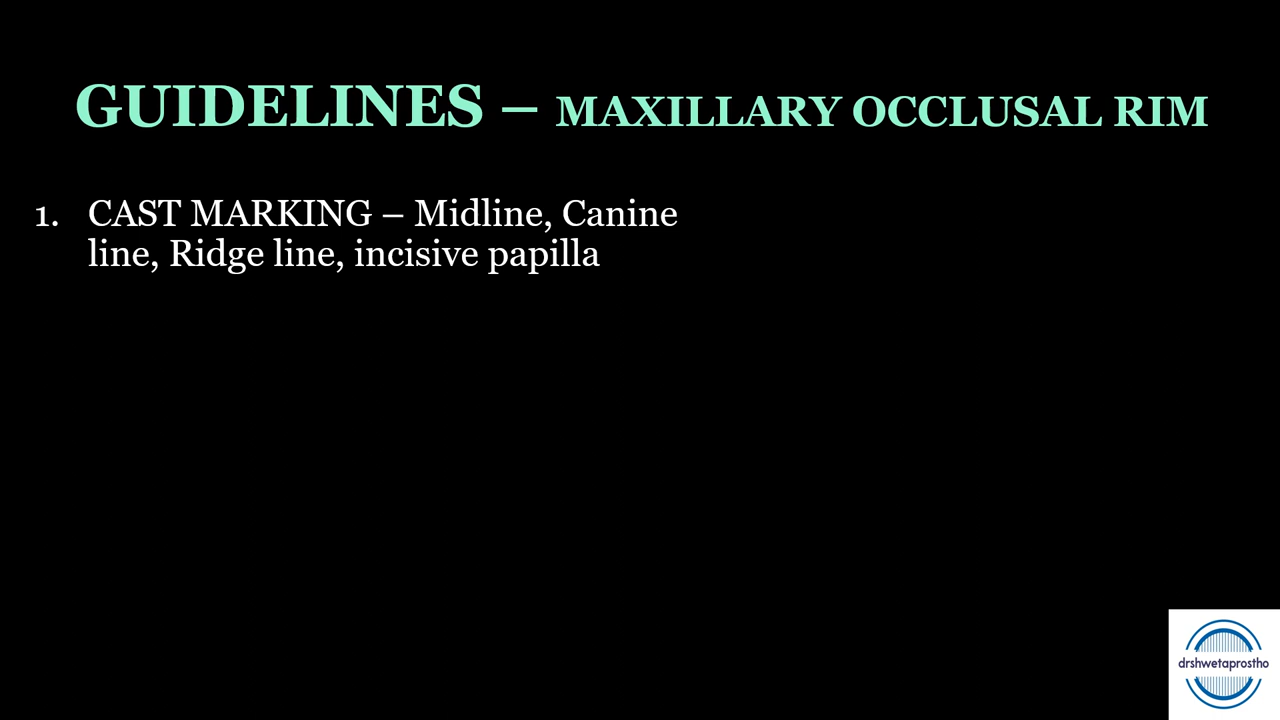 GUIDELINES – MAXILLARY OCCLUSAL RIM
1. CAST MARKING – Midline, Canine
line, Ridge line, incisive papilla
drshwetaprostho